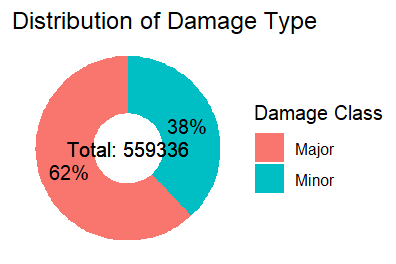 Distribution of Damage Type
38%
Total: 559336
62%
Damage Class
Major
Minor